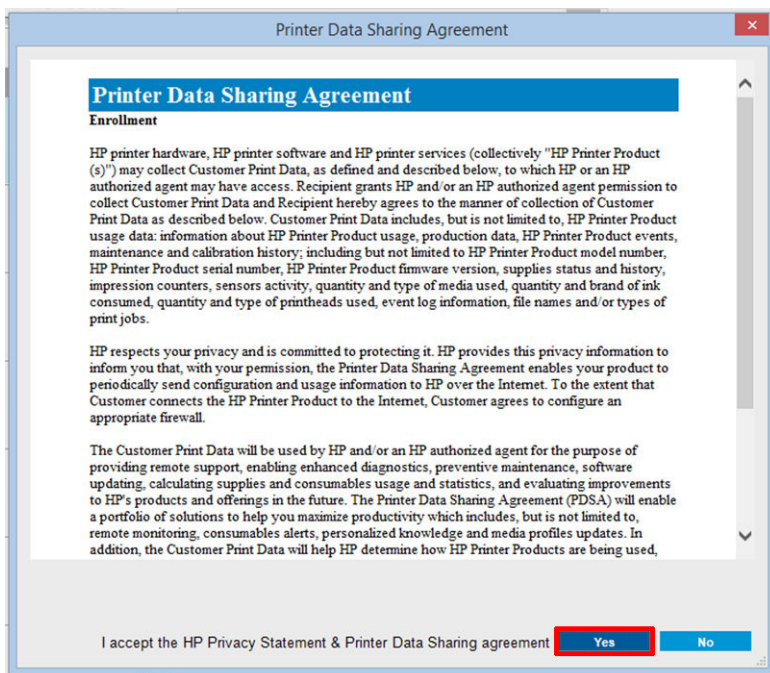 Printer Data Sharing Agreement
Printer Data Sharing Agreement
Enrollment
HP printer hardware, HP printer software and HP printer services (collectively "HP Printer Product
(s)") may collect Customer Print Data, as defined and described below, to which HP or an HP
authorized agent may have access. Recipient grants HP and/or an HP authorized agent permission to
collect Customer Print Data and Recipient hereby agrees to the manner of collection of Customer
Print Data as described below. Customer Print Data includes, but is not limited to, HP Printer Product
usage data: information about HP Printer Product usage, production data, HP Printer Product events,
maintenance and calibration history; including but not limited to HP Printer Product model number,
HP Printer Product serial number, HP Printer Product firmware version, supplies status and history,
impression counters, sensors activity, quantity and type of media used, quantity and brand of ink
consumed, quantity and type of printheads used, event log information, file names and/or types of
print jobs.
HP respects your privacy and is committed to protecting it. HP provides this privacy information to
inform you that, with your permission, the Printer Data Sharing Agreement enables your product to
periodically send configuration and usage information to HP over the Internet. To the extent that
Customer connects the HP Printer Product to the Internet, Customer agrees to configure an
appropriate firewall.
The Customer Print Data will be used by HP and/or an HP authorized agent for the purpose of
providing remote support, enabling enhanced diagnostics, preventive maintenance, software
updating, calculating supplies and consumables usage and statistics, and evaluating improvements
to HP's products and offerings in the future. The Printer Data Sharing Agreement (PDSA) will enable
a portfolio of solutions to help you maximize productivity which includes, but is not limited to,
remote monitoring, consumables alerts, personalized knowledge and media profiles updates. In
addition, the Customer Print Data will help HP determine how HP Printer Products are being used,
I accept the HP Privacy Statement & Printer Data Sharing agreement Yes No